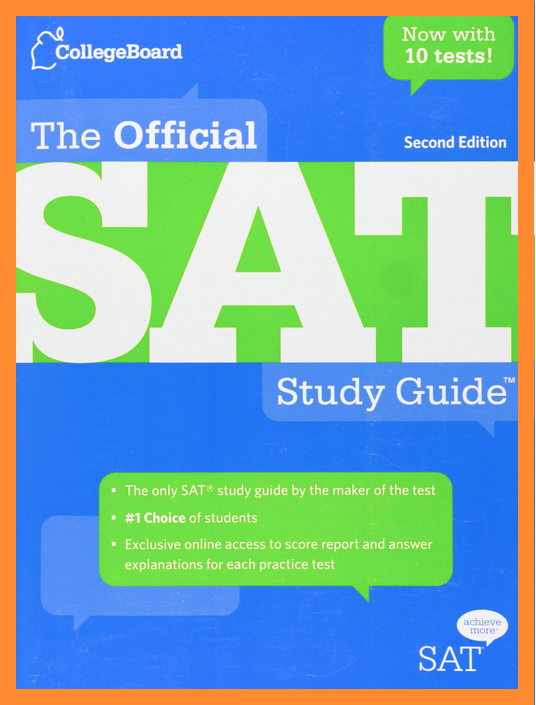 CollegeBoard
Now with
10 tests!
The Official
Second Edition
SAT
Study Guide™
▪ The only SAT® study guide by the maker of the test
▪ #1 Choice of students
▪ Exclusive online access to score report and answer
explanations for each practice test
achieve
more
SAT